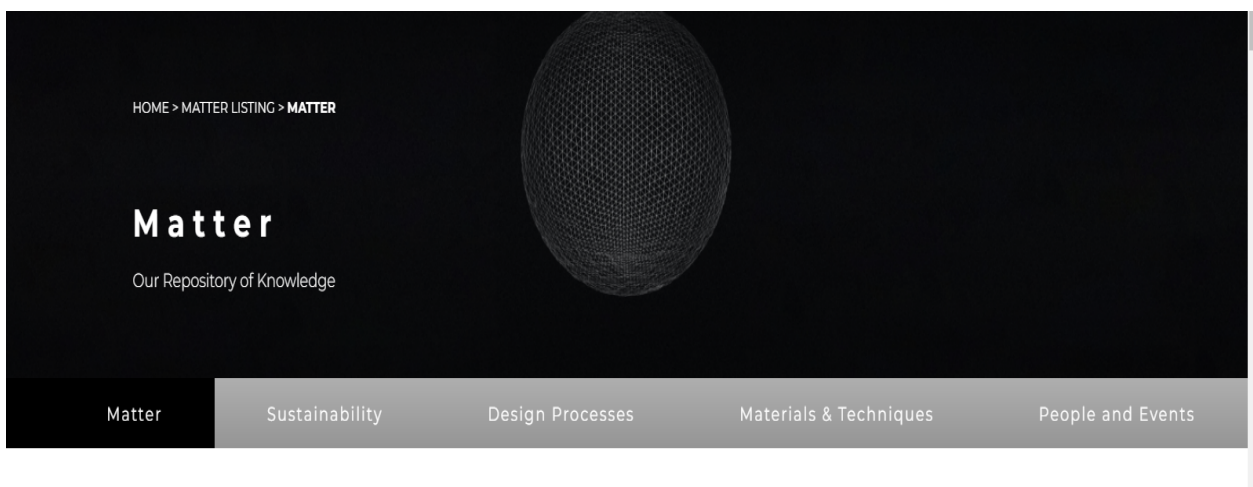 HOME > MATTER LISTING > MATTER
Matter
Our Repository of Knowledge
Matter Sustainability Design Processes Materials & Techniques People and Events